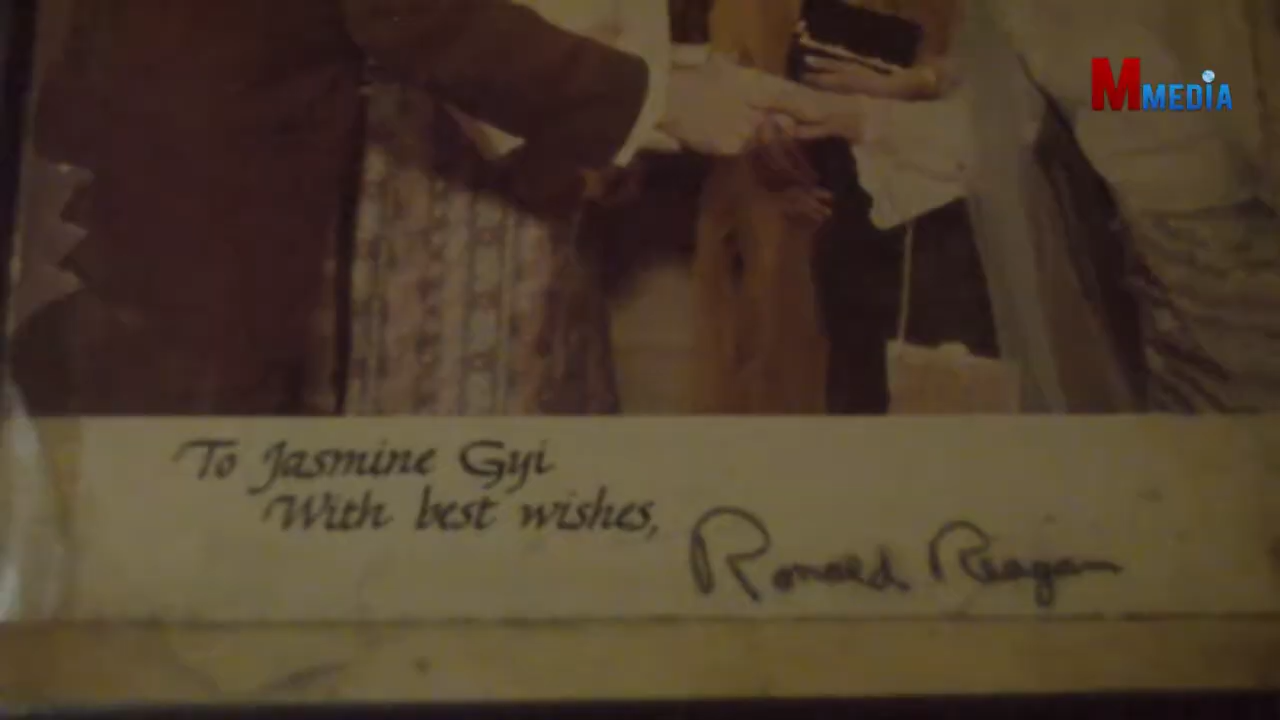 MMEDIA
To Jasmine Gyi
With best wishes,
Ronald Reagan